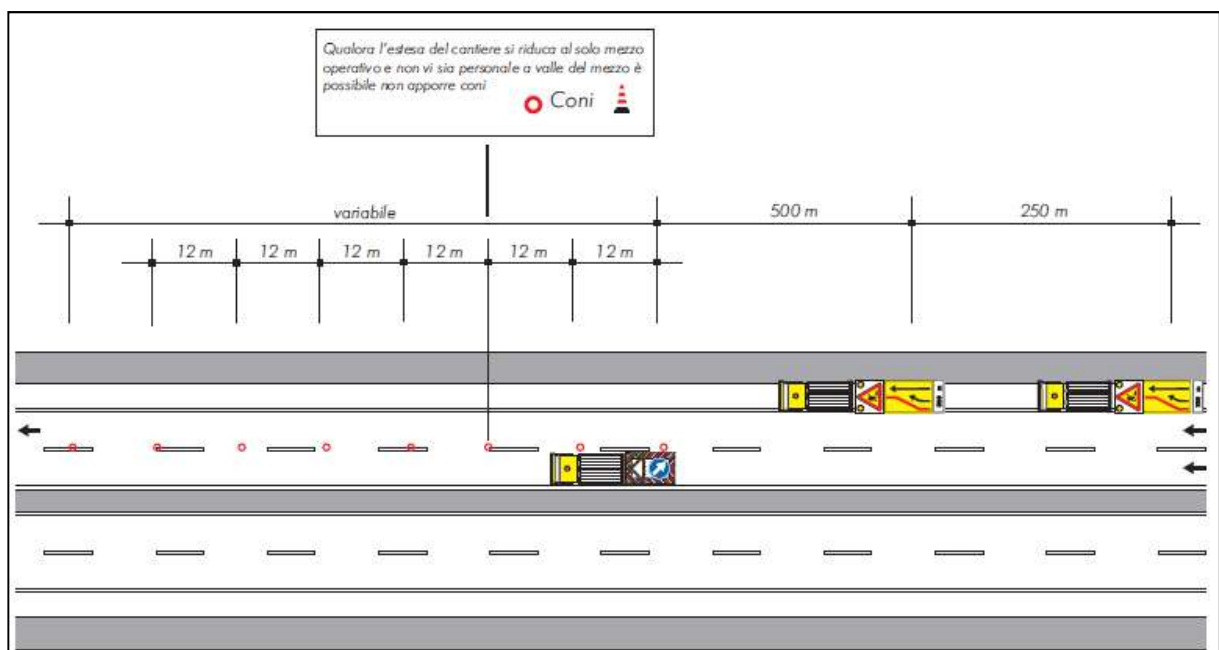 Qualora l'estesa del cantiere si riduca al solo mezzo
operativo e non vi sia personale a valle del mezzo è
possibile non apporre coni
Coni
variabile
500 m
250 m
12 m
12 m
12 m
12 m
12 m
12 m